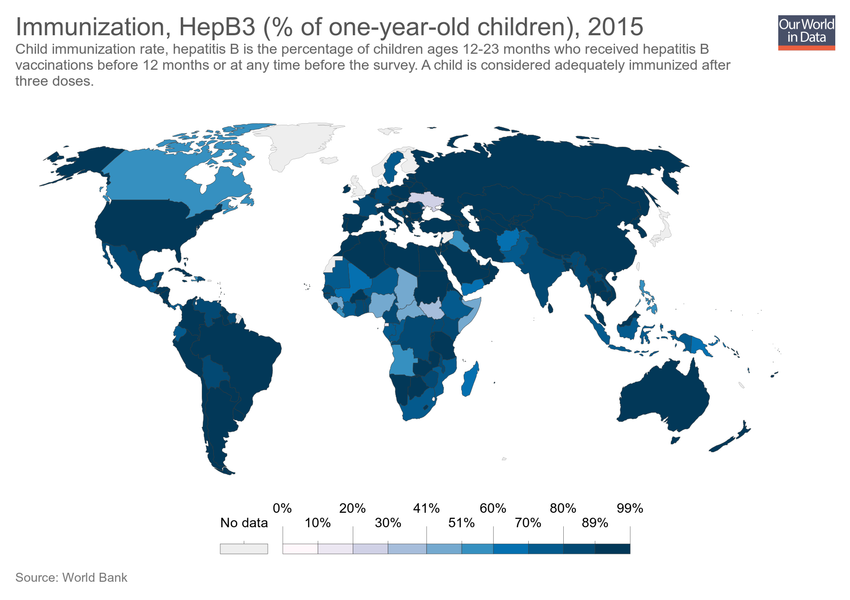 Immunization, HepB3 (% of one-year-old children), 2015
Our World
in Data
Child immunization rate, hepatitis B is the percentage of children ages 12-23 months who received hepatitis B
vaccinations before 12 months or at any time before the survey. A child is considered adequately immunized after
three doses.
0% 20% 41% 60% 80% 99%
No data 10% 30% 51% 70% 89%
Source: World Bank